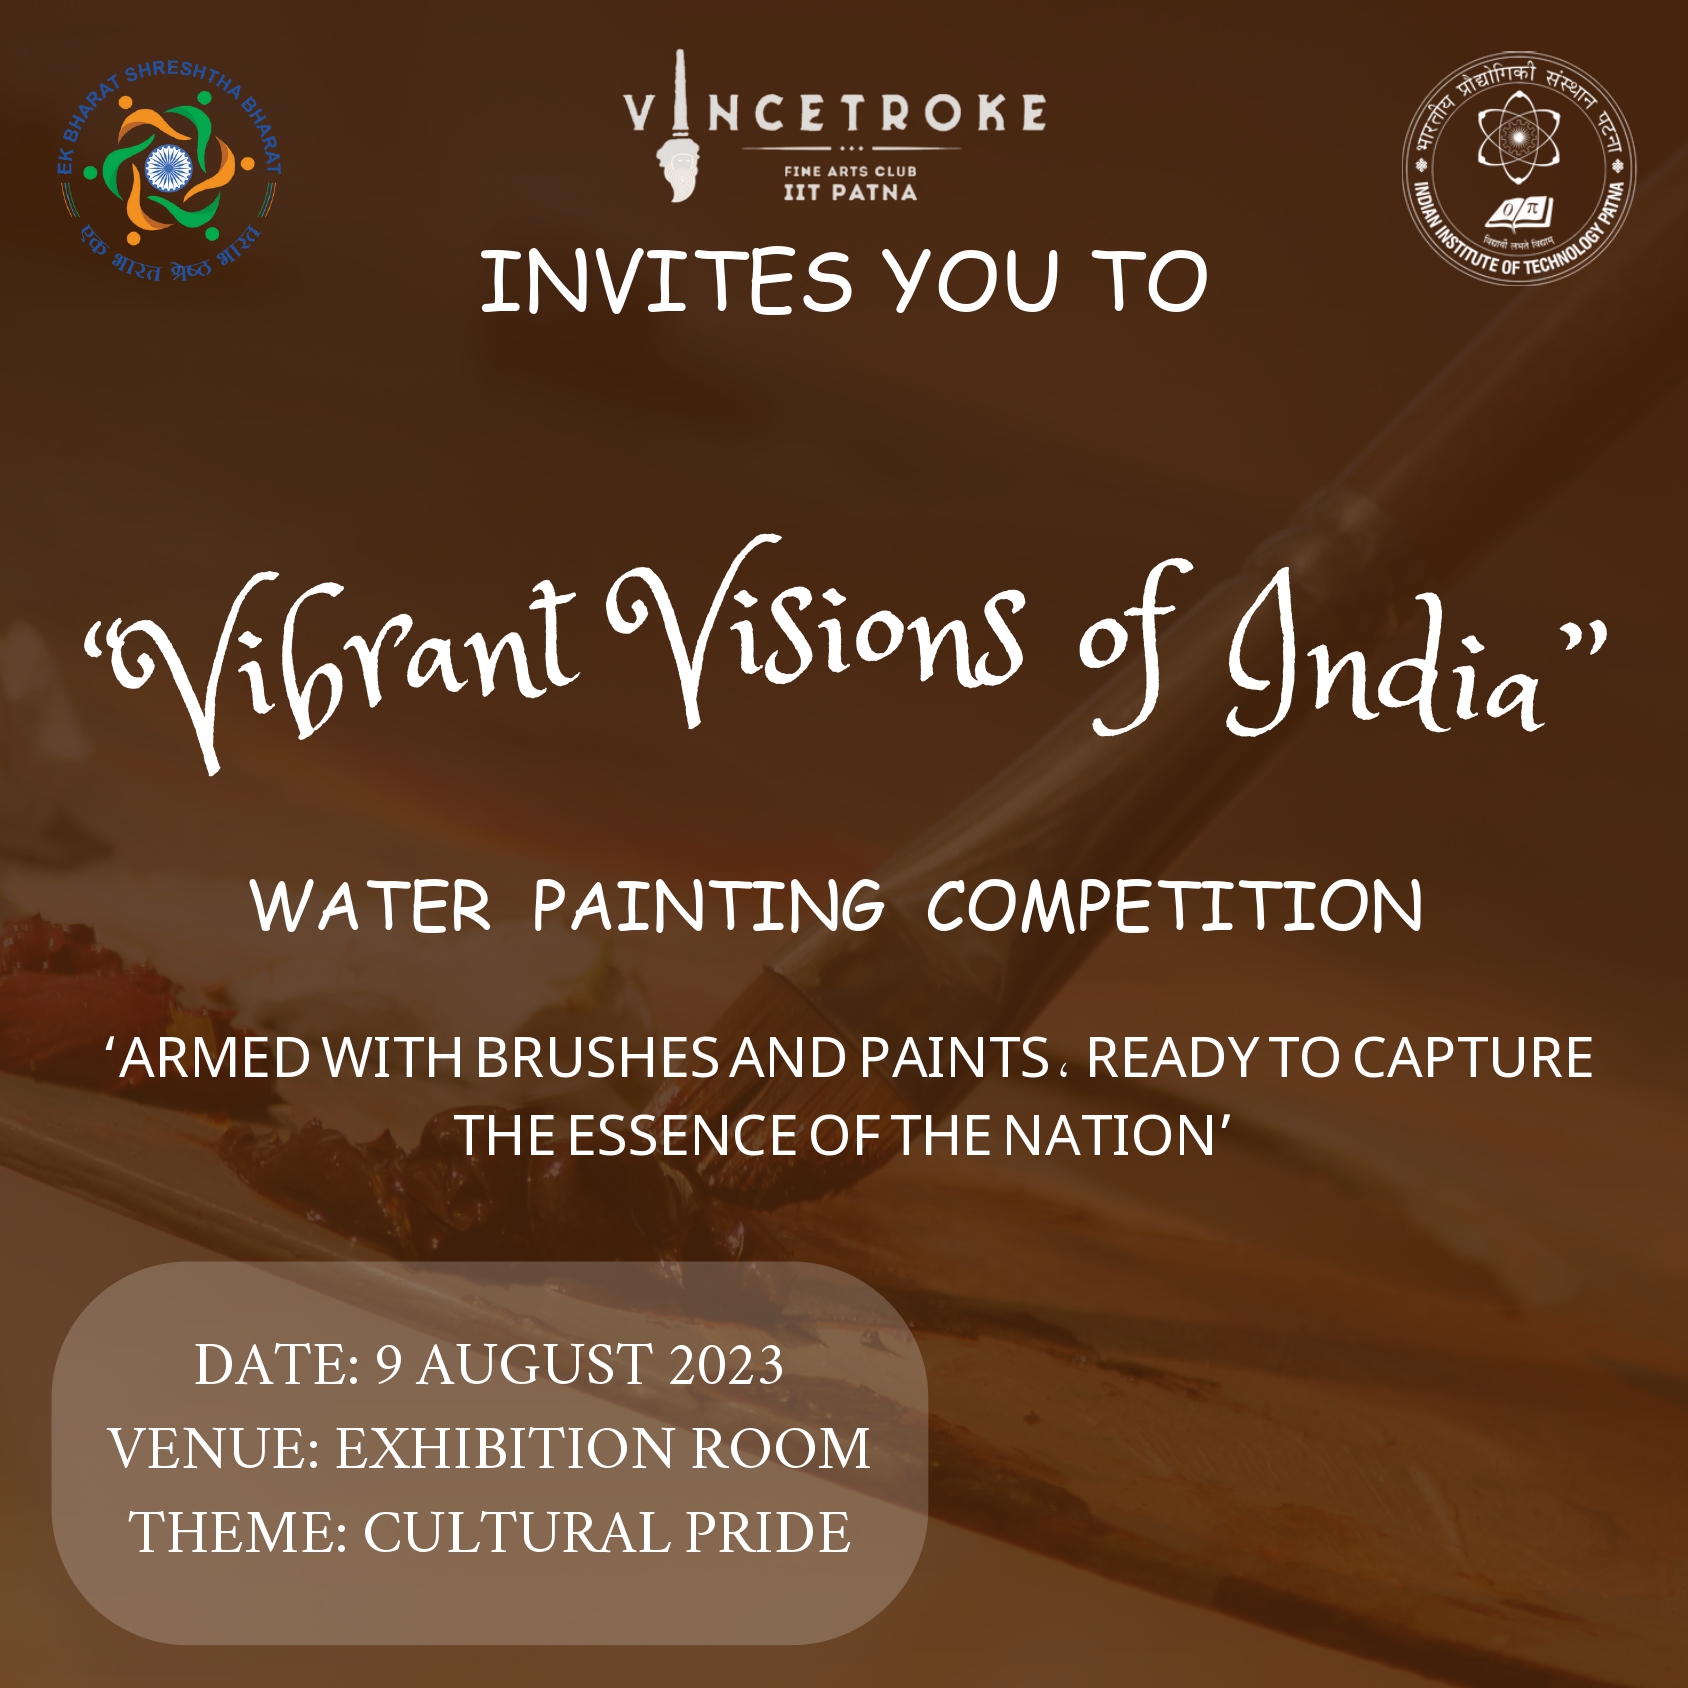 EK BHARAT SHRESHTHA BHARAT
एक भारत श्रेष्ठ भारत
VINCETROKE
FINE ARTS CLUB
IIT PATNA
भारतीय प्रौद्योगिकी संस्थान पटना
0 π
विद्यार्थी लभते विद्याम्
INDIAN INSTITUTE OF TECHNOLOGY PATNA
INVITES YOU TO
“Vibrant Visions of India”
WATER PAINTING COMPETITION
‘ARMED WITH BRUSHES AND PAINTS، READY TO CAPTURE
THE ESSENCE OF THE NATION’
DATE: 9 AUGUST 2023
VENUE: EXHIBITION ROOM
THEME: CULTURAL PRIDE